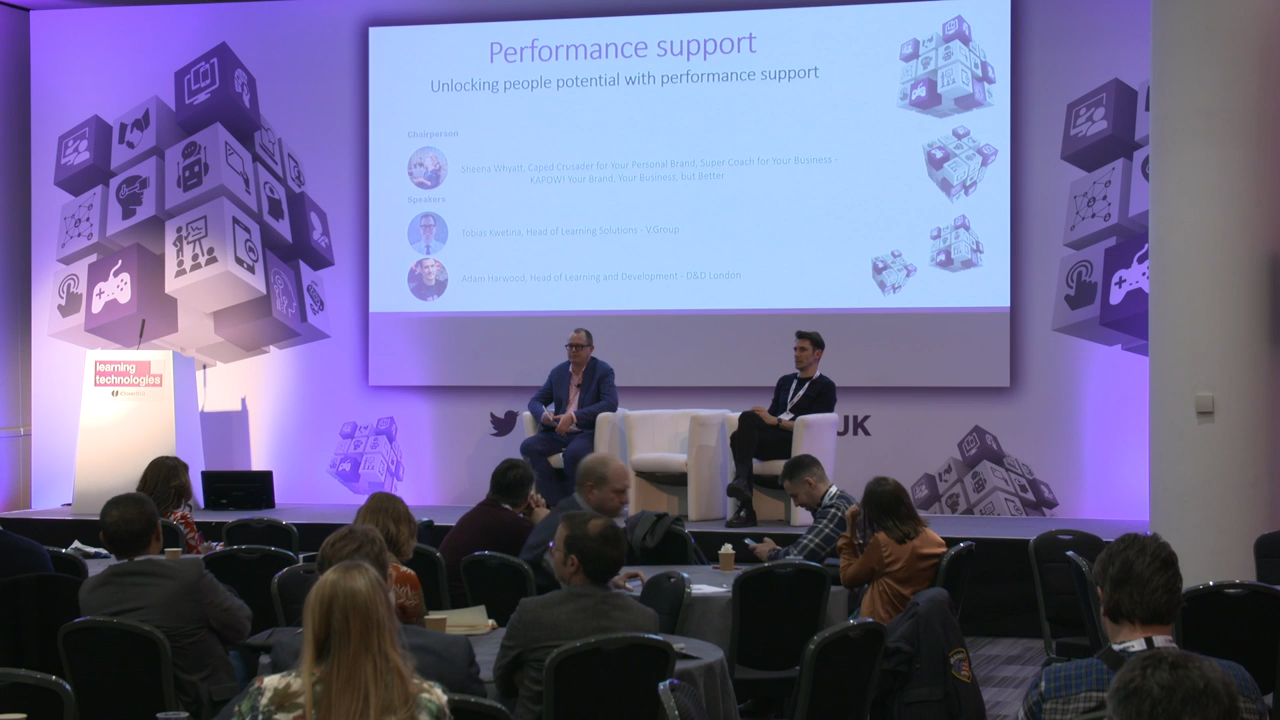 Performance support
Unlocking people potential with performance support
Chairperson
Sheena Whyatt, Caped Crusader for Your Personal Brand, Super Coach for Your Business -
KAPOW! Your Brand, Your Business, but Better
Speakers
Tobias Kwetina, Head of Learning Solutions - V.Group
Adam Harwood, Head of Learning and Development - D&D London
learning
technologies
UK